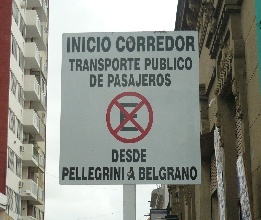 INICIO CORREDOR
TRANSPORTE PUBLICO
DE PASAJEROS
E
DESDE
PELLEGRINI A BELGRANO